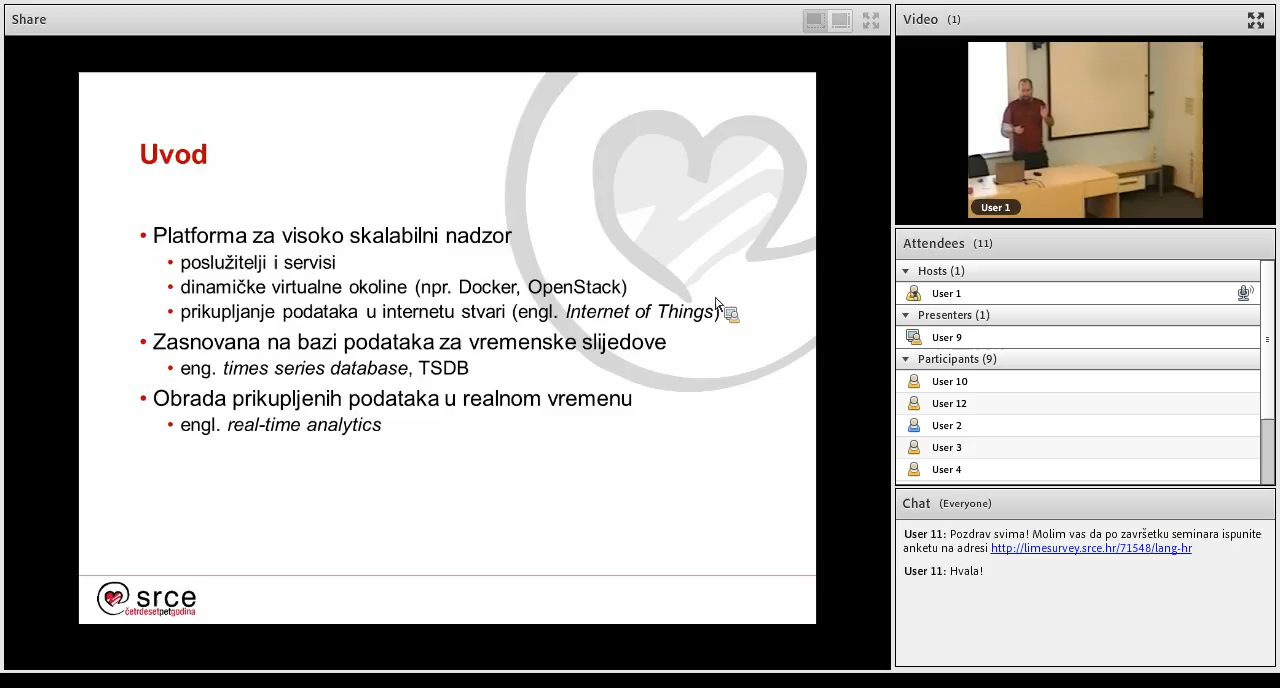 Share
Uvod
• Platforma za visoko skalabilni nadzor
• poslužitelji i servisi
• dinamičke virtualne okoline (npr. Docker, OpenStack)
• prikupljanje podataka u internetu stvari (engl. Internet of Things)
• Zasnovana na bazi podataka za vremenske slijedove
• eng. times series database, TSDB
• Obrada prikupljenih podataka u realnom vremenu
• engl. real-time analytics
srce
četrdesetpetgodina
Video (1)
User 1
Attendees (11)
Hosts (1)
User 1
Presenters (1)
User 9
Participants (9)
User 10
User 12
User 2
User 3
User 4
Chat (Everyone)
User 11: Pozdrav svima! Molim vas da po završetku seminara ispunite
anketu na adresi http://limesurvey.srce.hr/71548/lang-hr
User 11: Hvala!